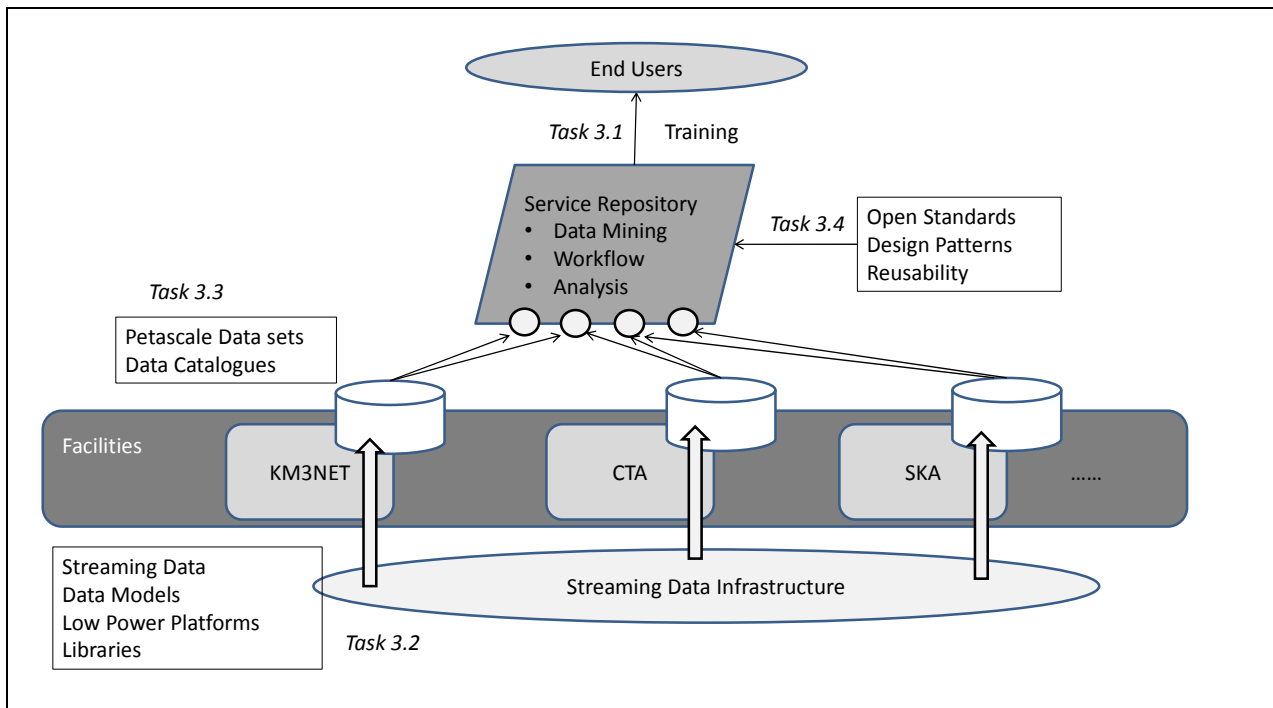 End Users
Task 3.1
Training
Service Repository
• Data Mining
• Workflow
• Analysis
Task 3.4
Open Standards
Design Patterns
Reusability
Task 3.3
Petascale Data sets
Data Catalogues
Facilities
KM3NET
CTA
SKA
......
Streaming Data
Data Models
Low Power Platforms
Libraries
Streaming Data Infrastructure
Task 3.2